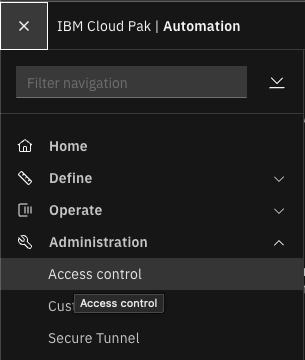 IBM Cloud Pak | Automation
Filter navigation
Home
Define
Operate
Administration
Access control
Cust
Access control
Secure Tunnel